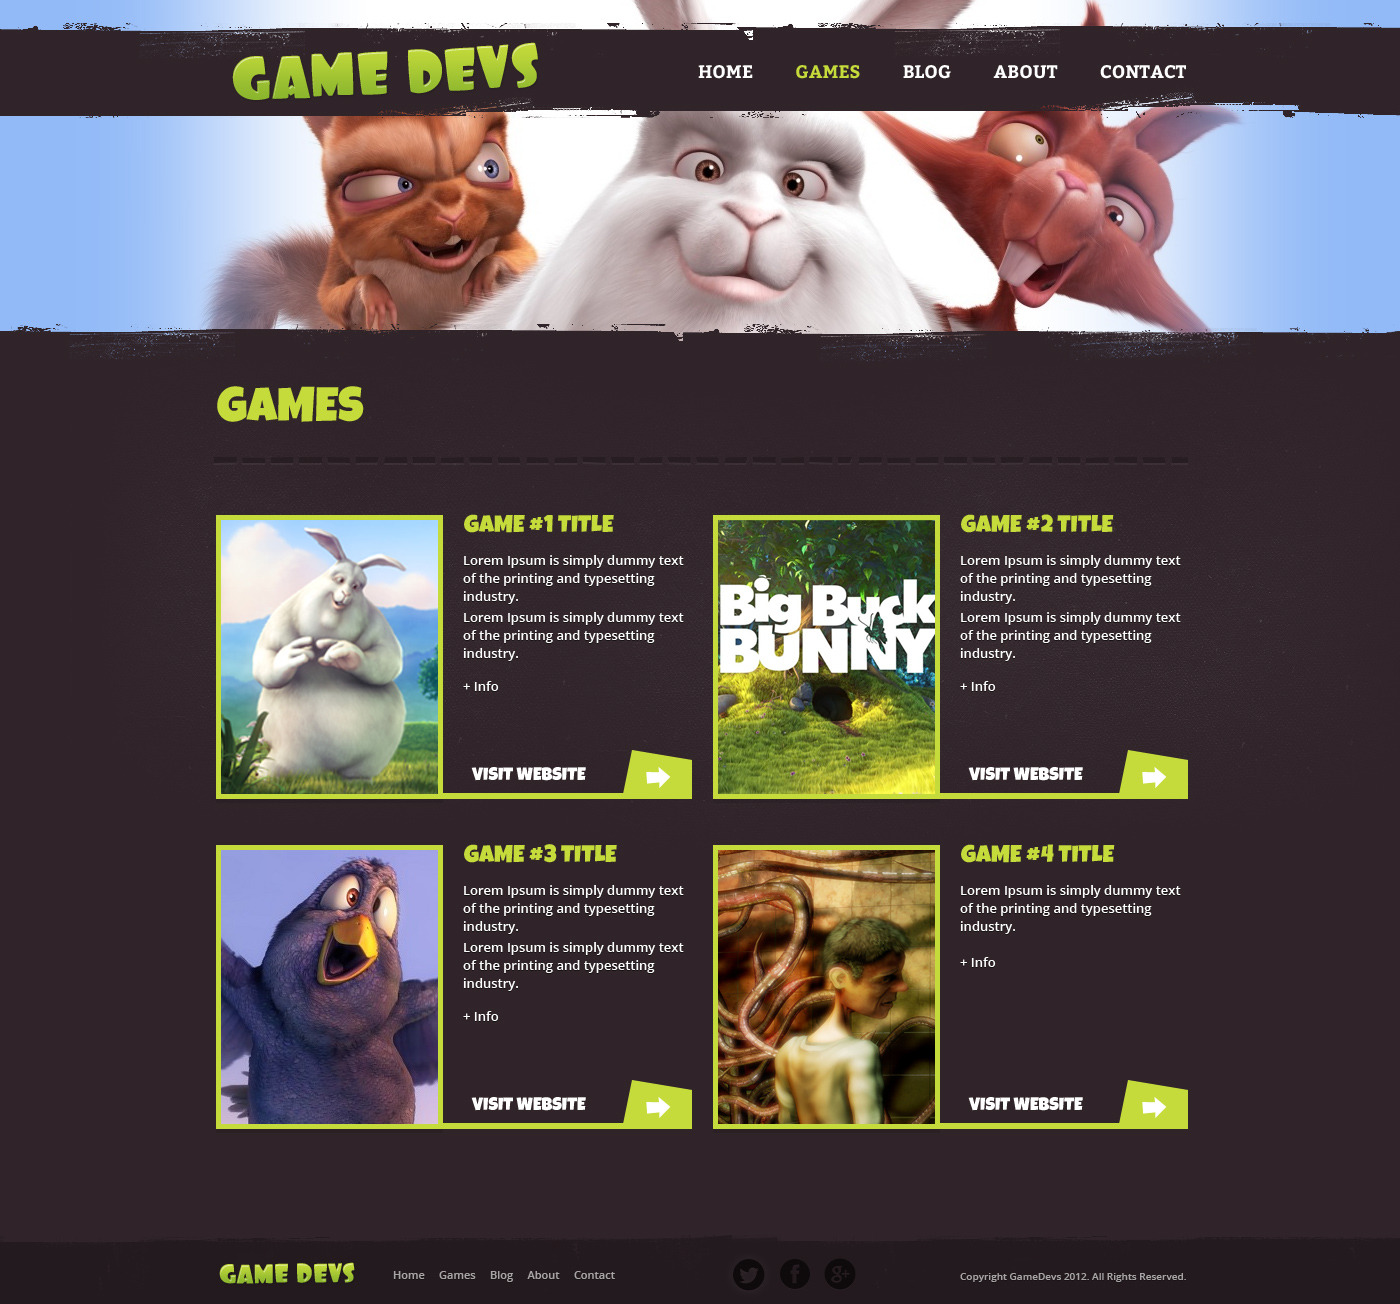 GAME DEVS
HOME GAMES BLOG ABOUT CONTACT
GAMES
GAME #1 TITLE
Lorem Ipsum is simply dummy text
of the printing and typesetting
industry.
Lorem Ipsum is simply dummy text
of the printing and typesetting
industry.
+ Info
VISIT WEBSITE
Big Buck
BUNNY
GAME #2 TITLE
Lorem Ipsum is simply dummy text
of the printing and typesetting
industry.
Lorem Ipsum is simply dummy text
of the printing and typesetting
industry.
+ Info
VISIT WEBSITE
GAME #3 TITLE
Lorem Ipsum is simply dummy text
of the printing and typesetting
industry.
Lorem Ipsum is simply dummy text
of the printing and typesetting
industry.
+ Info
VISIT WEBSITE
GAME #4 TITLE
Lorem Ipsum is simply dummy text
of the printing and typesetting
industry.
+ Info
VISIT WEBSITE
GAME DEVS
Home Games Blog About Contact
Copyright GameDevs 2012. All Rights Reserved.